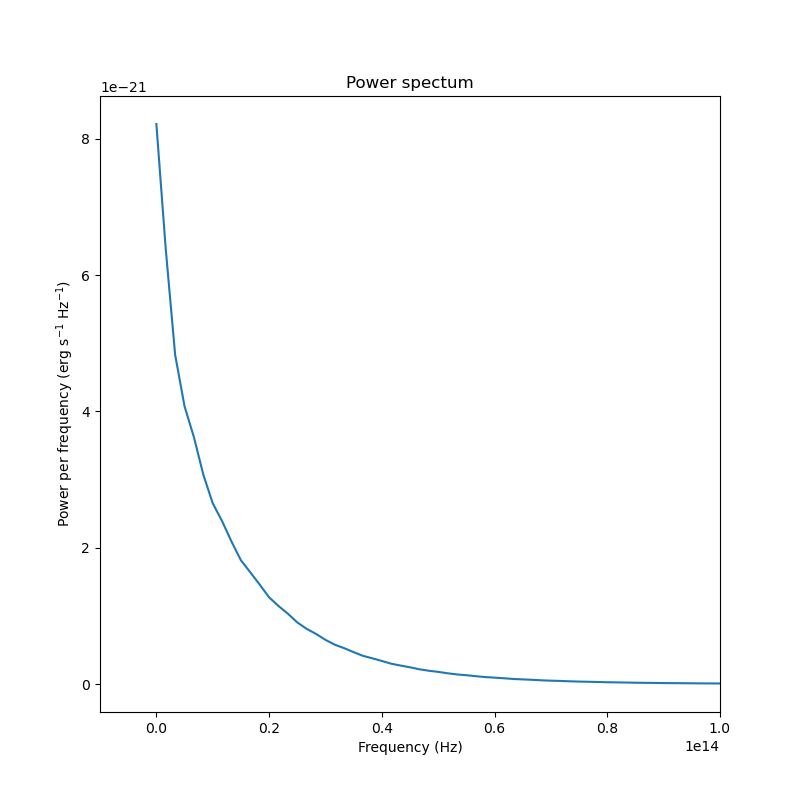 Power spectum
1e−21
8
6
4
2
0
Power per frequency (erg s⁻¹ Hz⁻¹)
0.0 0.2 0.4 0.6 0.8 1.0
Frequency (Hz)
1e14